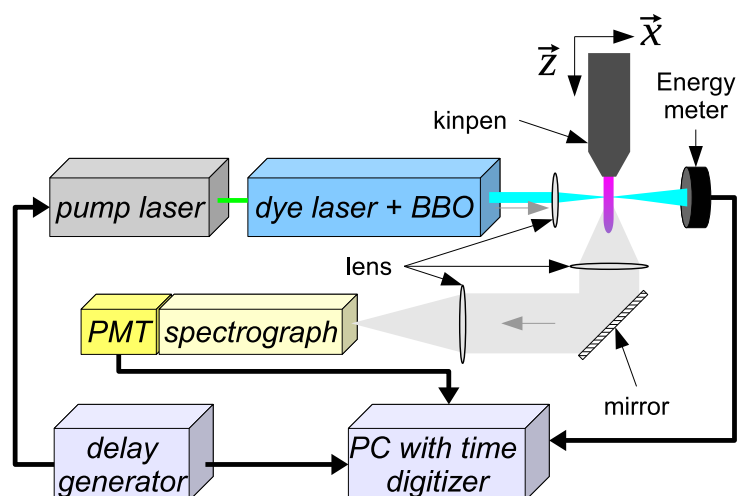 x
z
Energy
meter
kinpen
pump laser
dye laser + BBO
lens
PMT
spectrograph
mirror
delay
generator
PC with time
digitizer